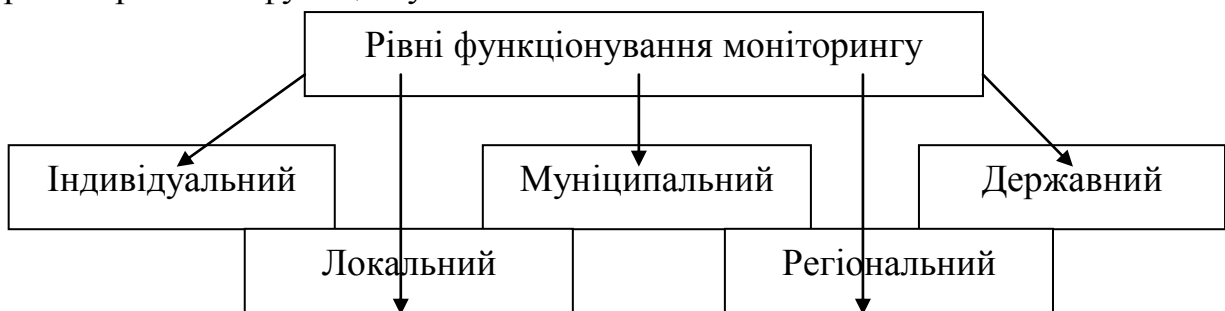 Рівні функціонування моніторингу
Індивідуальний Муніципальний Державний
Локальний Регіональний